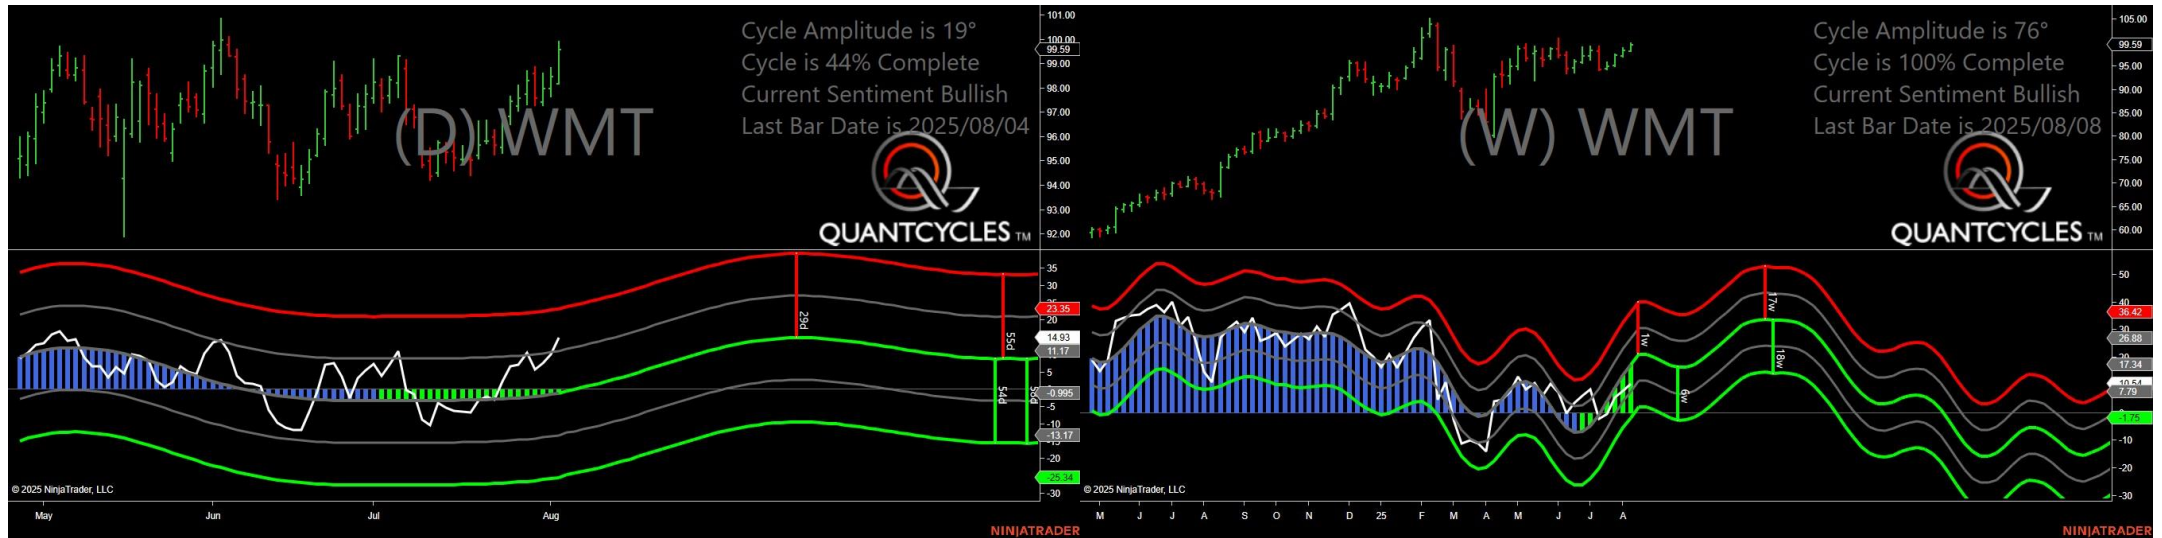 Cycle Amplitude is 19°
Cycle is 44% Complete
Current Sentiment Bullish
Last Bar Date is 2025/08/04
(D) WMT
QUANTCYCLES TM
101.00
100.00
99.59
99.00
98.00
97.00
96.00
95.00
94.00
93.00
92.00
35
30
23.35
20
14.93
11.17
5
-0.995
-5
-10
-13.17
-20
-25.34
-30
29d
55d
54d
© 2025 NinjaTrader, LLC
May Jun Jul Aug
NINJATRADER
Cycle Amplitude is 76°
Cycle is 100% Complete
Current Sentiment Bullish
Last Bar Date is 2025/08/08
(W) WMT
QUANTCYCLES TM
105.00
99.59
95.00
90.00
85.00
80.00
75.00
70.00
65.00
60.00
50
40
36.42
30
26.88
17.34
10.54
7.79
-1.75
-10
-20
-30
1w
6w
17w
18w
© 2025 NinjaTrader, LLC
M J J A S O N D 25 F M A M J J A
NINJATRADER